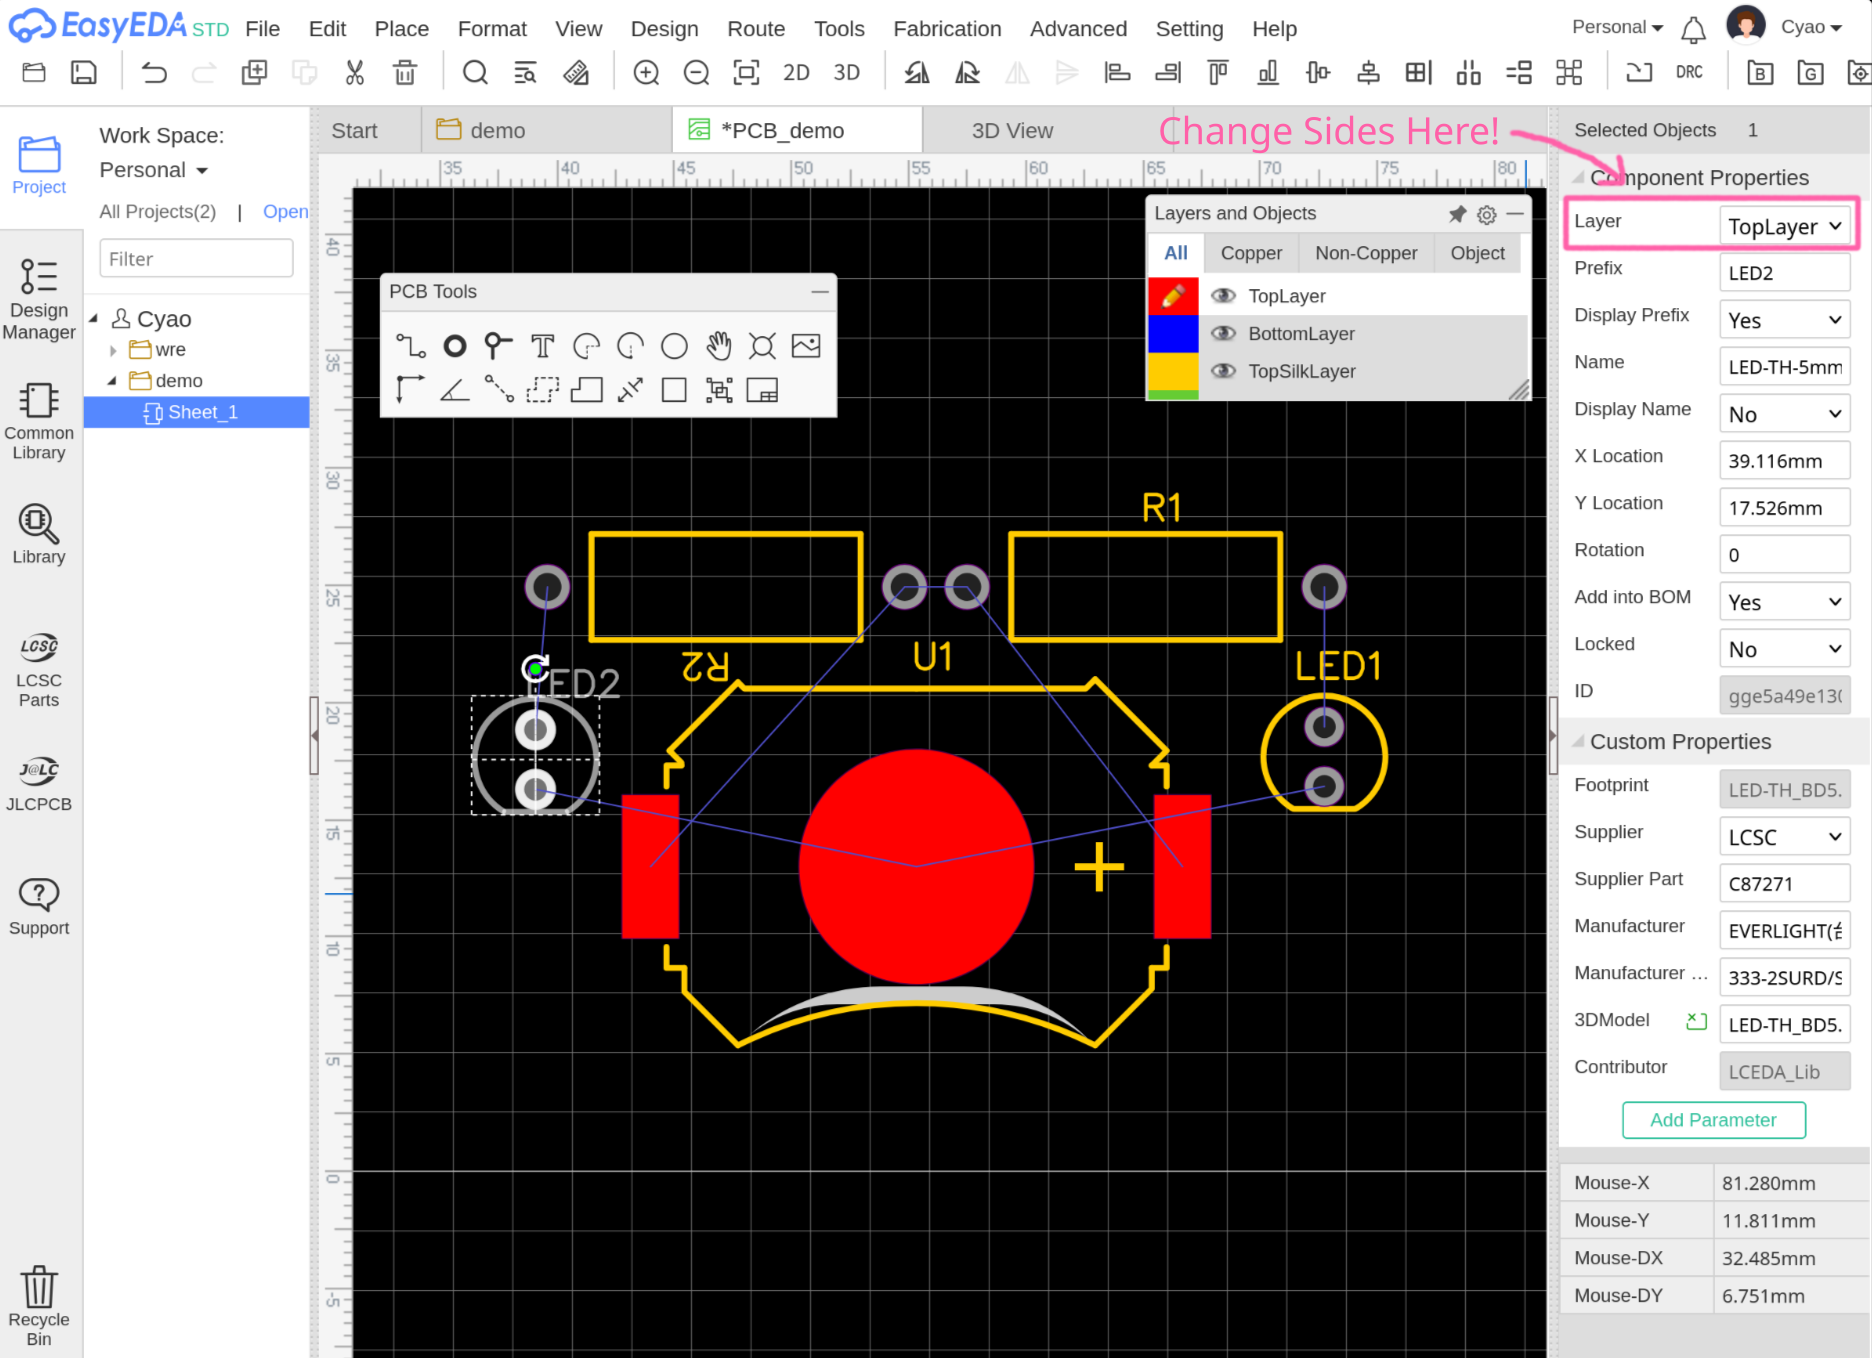 EasyEDA STD File Edit Place Format View Design Route Tools Fabrication Advanced Setting Help Personal Cyao
2D 3D DRC B G
Project
Design
Manager
Common
Library
Library
LCSC
LCSC
Parts
J@LC
JLCPCB
Support
Recycle
Bin
Work Space:
Personal
All Projects(2) | Open
Filter
Cyao
wre
demo
Sheet_1
Start demo *PCB_demo 3D View
Change Sides Here!
35 40 45 50 55 60 65 70 75 80
40
35
30
25
20
15
10
5
0
-5
PCB Tools
Layers and Objects
All Copper Non-Copper Object
TopLayer
BottomLayer
TopSilkLayer
R1
R2
U1
LED1
LED2
+
Selected Objects 1
Component Properties
Layer TopLayer
Prefix LED2
Display Prefix Yes
Name LED-TH-5mm
Display Name No
X Location 39.116mm
Y Location 17.526mm
Rotation 0
Add into BOM Yes
Locked No
ID gge5a49e130
Custom Properties
Footprint LED-TH_BD5.
Supplier LCSC
Supplier Part C87271
Manufacturer EVERLIGHT(
Manufacturer ... 333-2SURD/S
3DModel LED-TH_BD5.
Contributor LCEDA_Lib
Add Parameter
Mouse-X 81.280mm
Mouse-Y 11.811mm
Mouse-DX 32.485mm
Mouse-DY 6.751mm